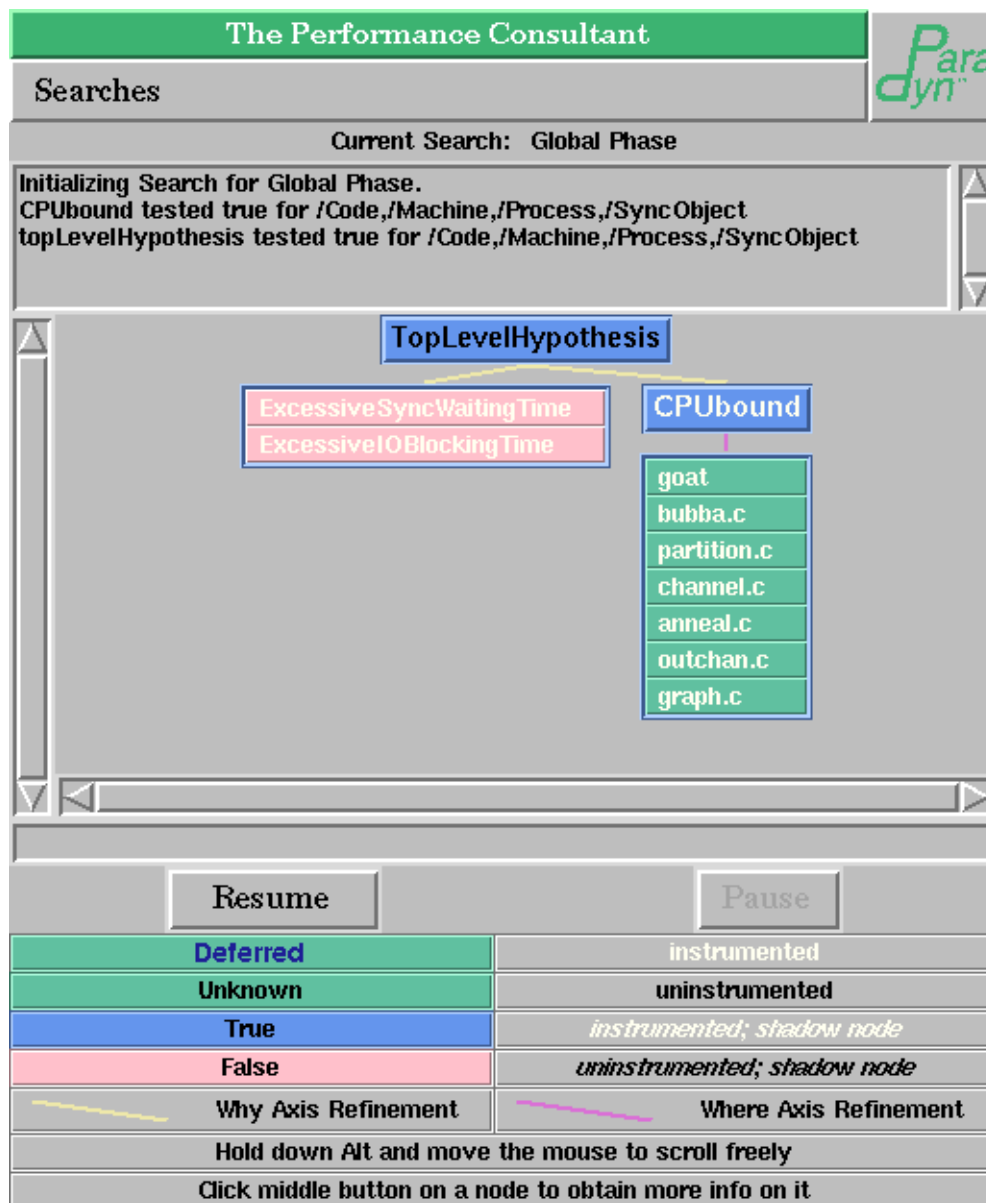 The Performance Consultant
Para
dyn™
Searches
Current Search: Global Phase
Initializing Search for Global Phase.
CPUbound tested true for /Code,/Machine,/Process,/SyncObject
topLevelHypothesis tested true for /Code,/Machine,/Process,/SyncObject
TopLevelHypothesis
ExcessiveSyncWaitingTime
ExcessiveIOBlockingTime
CPUbound
goat
bubba.c
partition.c
channel.c
anneal.c
outchan.c
graph.c
Resume
Pause
Deferred
instrumented
Unknown
uninstrumented
True
instrumented; shadow node
False
uninstrumented; shadow node
Why Axis Refinement
Where Axis Refinement
Hold down Alt and move the mouse to scroll freely
Click middle button on a node to obtain more info on it